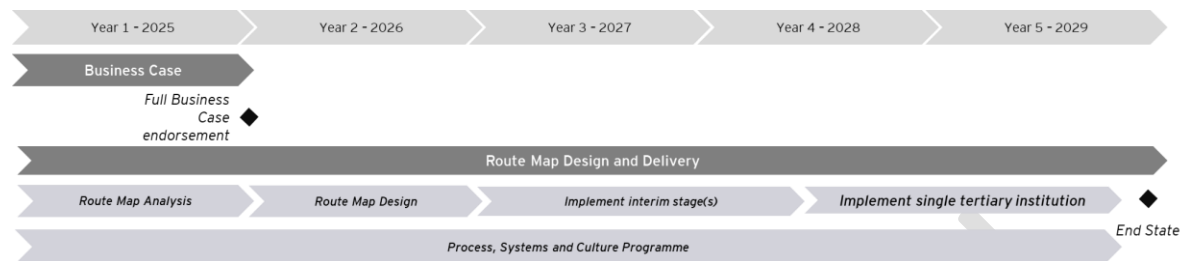 Year 1 - 2025
Year 2 - 2026
Year 3 - 2027
Year 4 - 2028
Year 5 - 2029
Business Case
Full Business
Case
endorsement
Route Map Design and Delivery
Route Map Analysis
Route Map Design
Implement interim stage(s)
Implement single tertiary institution
End State
Process, Systems and Culture Programme